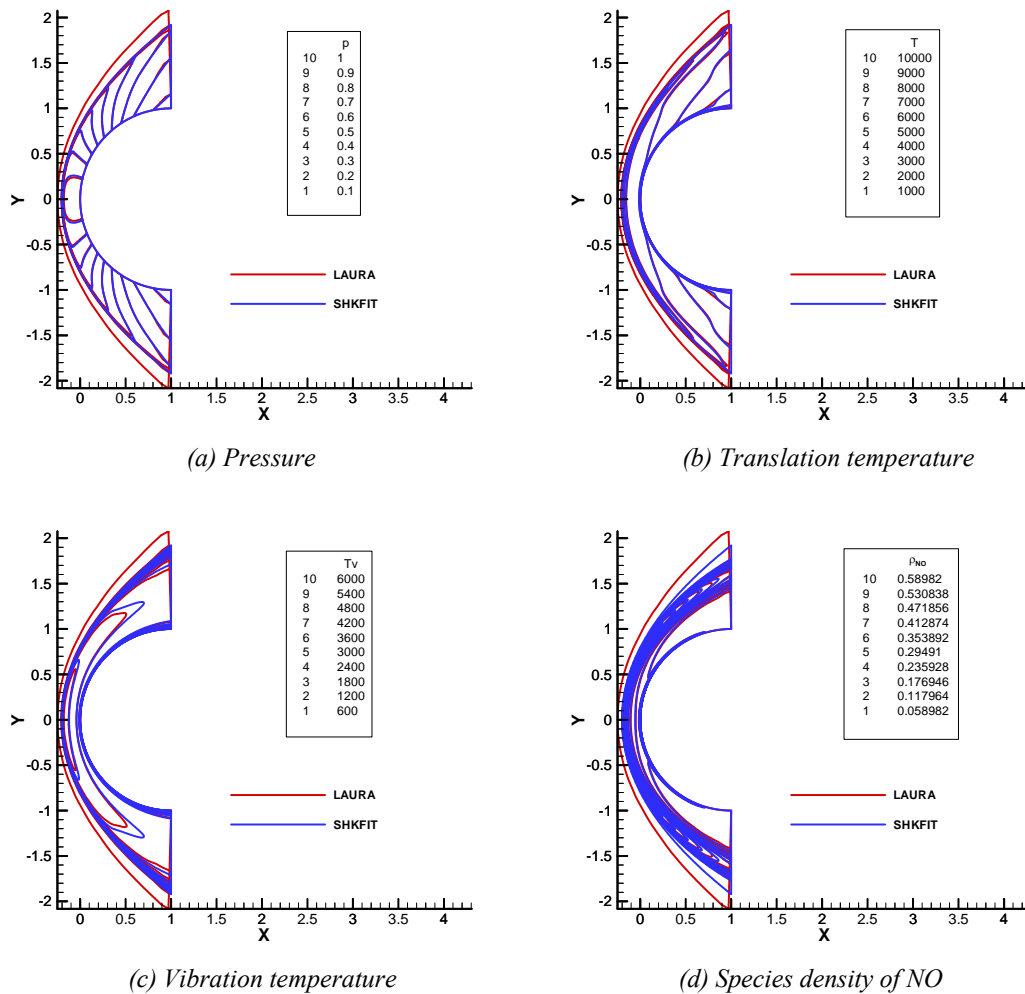 2
1.5
1
0.5
0
-0.5
-1
-1.5
-2
Y
0 0.5 1 1.5 2 2.5 3 3.5 4
X
p
10 1
9 0.9
8 0.8
7 0.7
6 0.6
5 0.5
4 0.4
3 0.3
2 0.2
1 0.1
LAURA
SHKFIT
(a) Pressure
2
1.5
1
0.5
0
-0.5
-1
-1.5
-2
Y
0 0.5 1 1.5 2 2.5 3 3.5 4
X
T
10 10000
9 9000
8 8000
7 7000
6 6000
5 5000
4 4000
3 3000
2 2000
1 1000
LAURA
SHKFIT
(b) Translation temperature
2
1.5
1
0.5
0
-0.5
-1
-1.5
-2
Y
0 0.5 1 1.5 2 2.5 3 3.5 4
X
Tv
10 6000
9 5400
8 4800
7 4200
6 3600
5 3000
4 2400
3 1800
2 1200
1 600
LAURA
SHKFIT
(c) Vibration temperature
2
1.5
1
0.5
0
-0.5
-1
-1.5
-2
Y
0 0.5 1 1.5 2 2.5 3 3.5 4
X
ρNO
10 0.58982
9 0.530838
8 0.471856
7 0.412874
6 0.353892
5 0.29491
4 0.235928
3 0.176946
2 0.117964
1 0.058982
LAURA
SHKFIT
(d) Species density of NO